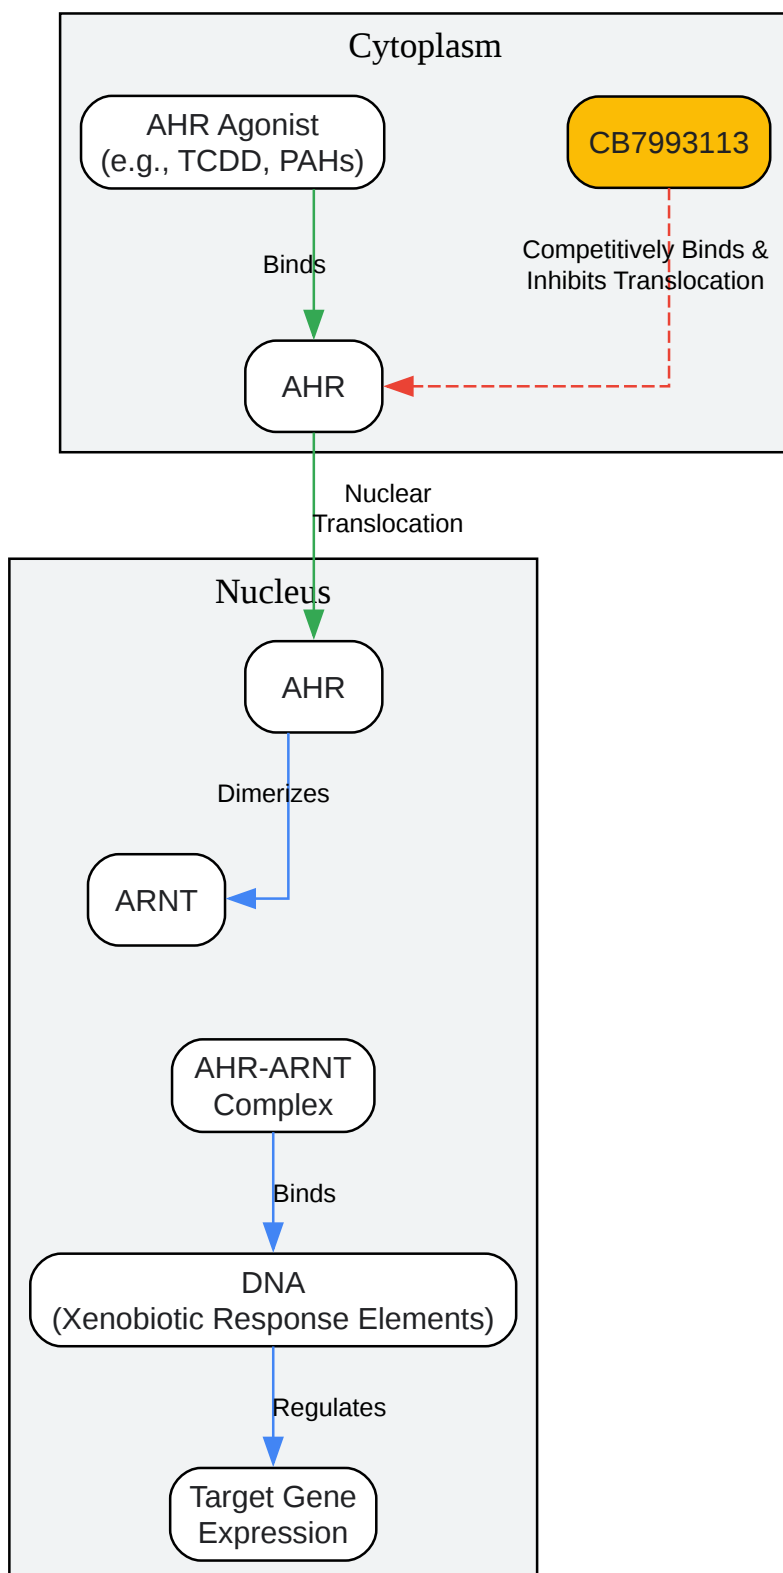 Cytoplasm
AHR Agonist
(e.g., TCDD, PAHs)
CB7993113
Binds
Competitively Binds &
Inhibits Translocation
AHR
Nuclear
Translocation
Nucleus
AHR
Dimerizes
ARNT
AHR-ARNT
Complex
Binds
DNA
(Xenobiotic Response Elements)
Regulates
Target Gene
Expression